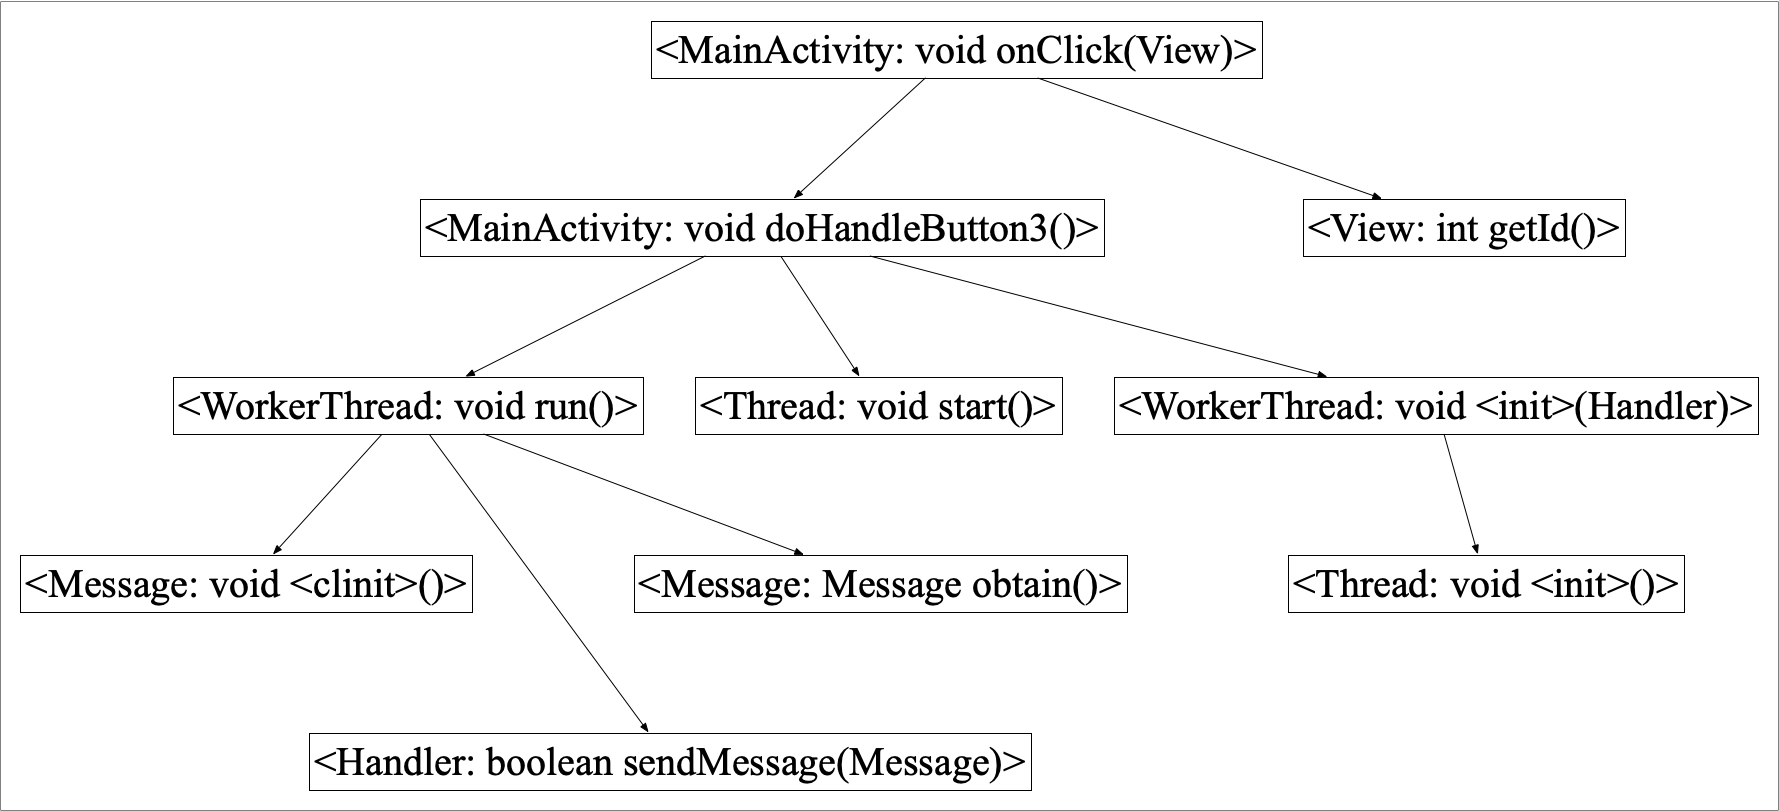 <MainActivity: void onClick(View)>
<MainActivity: void doHandleButton3()>
<View: int getId()>
<WorkerThread: void run()>
<Thread: void start()>
<WorkerThread: void <init>(Handler)>
<Message: void <clinit>()>
<Message: Message obtain()>
<Thread: void <init>()>
<Handler: boolean sendMessage(Message)>